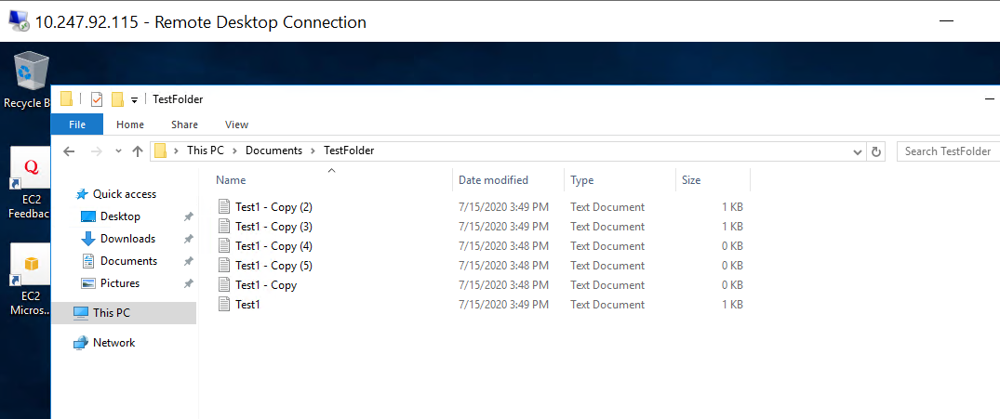 10.247.92.115 - Remote Desktop Connection
Recycle B
TestFolder
File Home Share View
This PC Documents TestFolder
Search TestFolder
Name Date modified Type Size
Q
EC2
Feedbac
EC2
Micros...
Quick access
Desktop
Downloads
Documents
Pictures
This PC
Network
Test1 - Copy (2) 7/15/2020 3:49 PM Text Document 1 KB
Test1 - Copy (3) 7/15/2020 3:49 PM Text Document 1 KB
Test1 - Copy (4) 7/15/2020 3:48 PM Text Document 0 KB
Test1 - Copy (5) 7/15/2020 3:48 PM Text Document 0 KB
Test1 - Copy 7/15/2020 3:48 PM Text Document 0 KB
Test1 7/15/2020 3:49 PM Text Document 1 KB